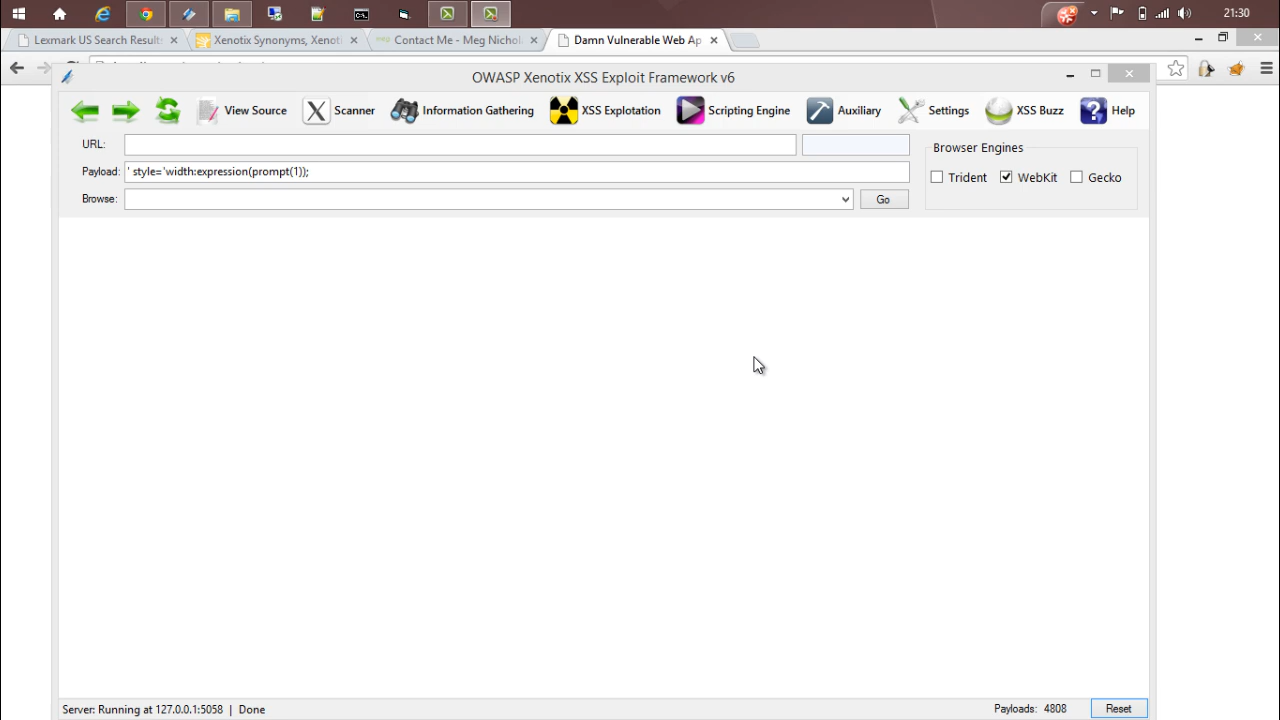 21:30
Lexmark US Search Results
Xenotix Synonyms, Xenoti
Contact Me - Meg Nichol
Damn Vulnerable Web Ap
OWASP Xenotix XSS Exploit Framework v6
View Source
Scanner
Information Gathering
XSS Explotation
Scripting Engine
Auxiliary
Settings
XSS Buzz
Help
URL:
Browser Engines
Payload: ' style='width:expression(prompt(1));
Trident
WebKit
Gecko
Browse:
Go
Server: Running at 127.0.0.1:5058 | Done
Payloads: 4808
Reset